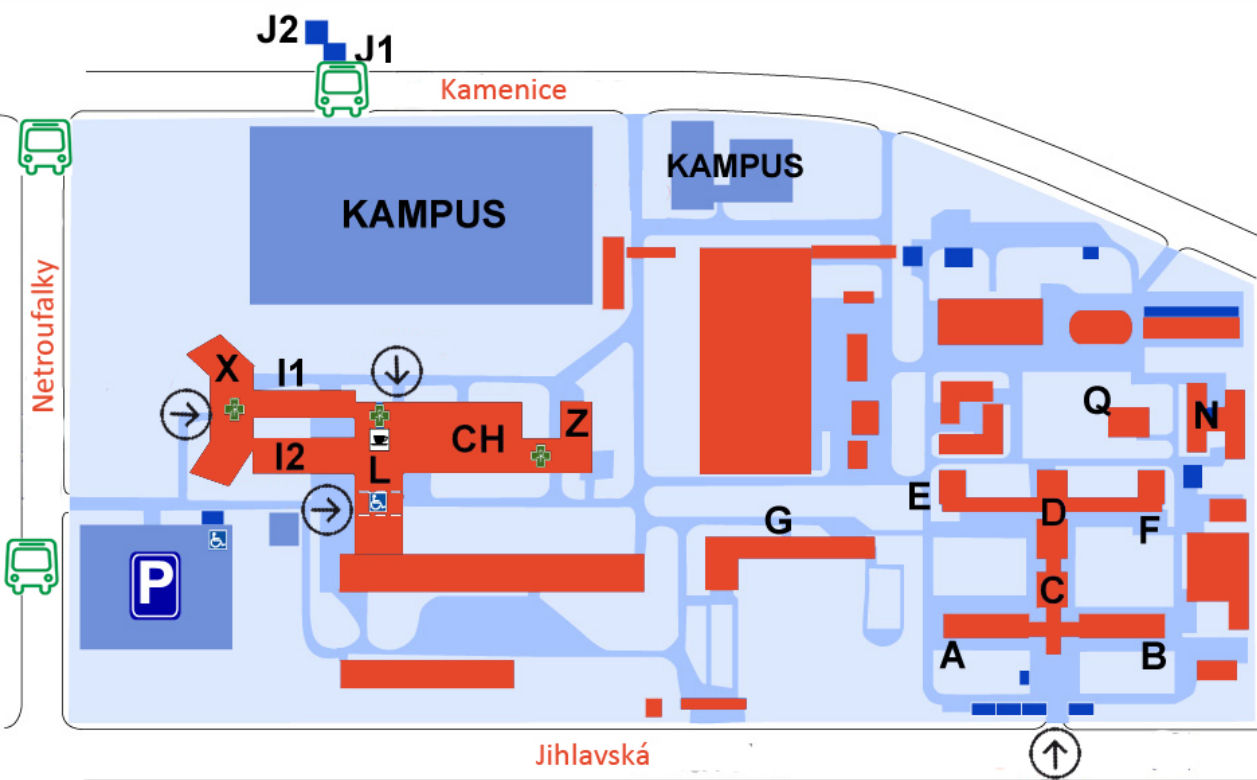 J2
J1
Kamenice
KAMPUS
KAMPUS
Netroufalky
X
I1
I2
L
CH
Z
Q
N
E
D
F
G
P
C
A
B
Jihlavská